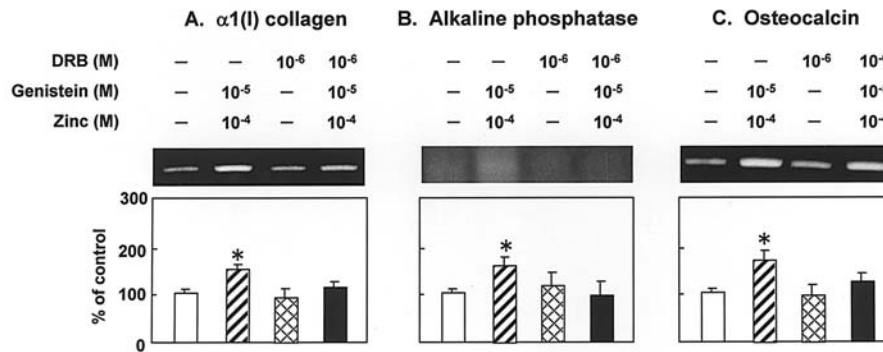 A. α1(I) collagen B. Alkaline phosphatase C. Osteocalcin
DRB (M) – – 10-6 10-6 – – 10-6 10-6 – – 10-6
Genistein (M) – 10-5 – 10-5 – 10-5 – 10-5 – 10-5 –
Zinc (M) – 10-4 – 10-4 – 10-4 – 10-4 – 10-4 –
300
200
100
0
% of control
* * *